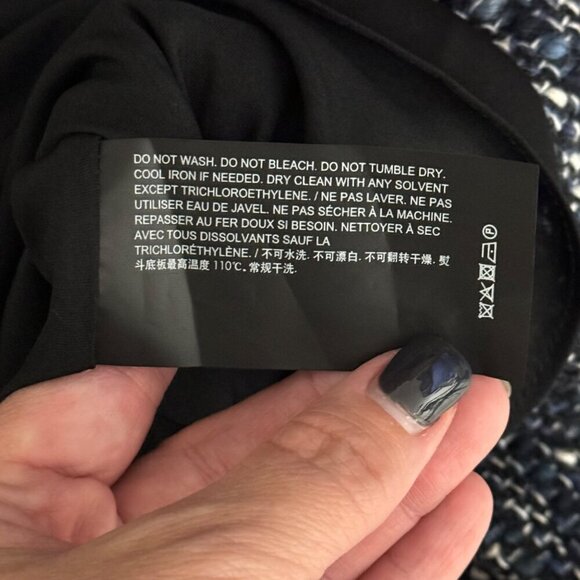 DO NOT WASH. DO NOT BLEACH. DO NOT TUMBLE DRY.
COOL IRON IF NEEDED. DRY CLEAN WITH ANY SOLVENT
EXCEPT TRICHLOROETHYLENE. / NE PAS LAVER. NE PAS
UTILISER EAU DE JAVEL. NE PAS SÉCHER À LA MACHINE.
REPASSER AU FER DOUX SI BESOIN. NETTOYER À SEC
AVEC TOUS DISSOLVANTS SAUF LA
TRICHLORÉTHYLÈNE. / 不可水洗. 不可漂白. 不可翻转干燥. 熨
斗底板最高温度 110℃. 常规干洗.
P